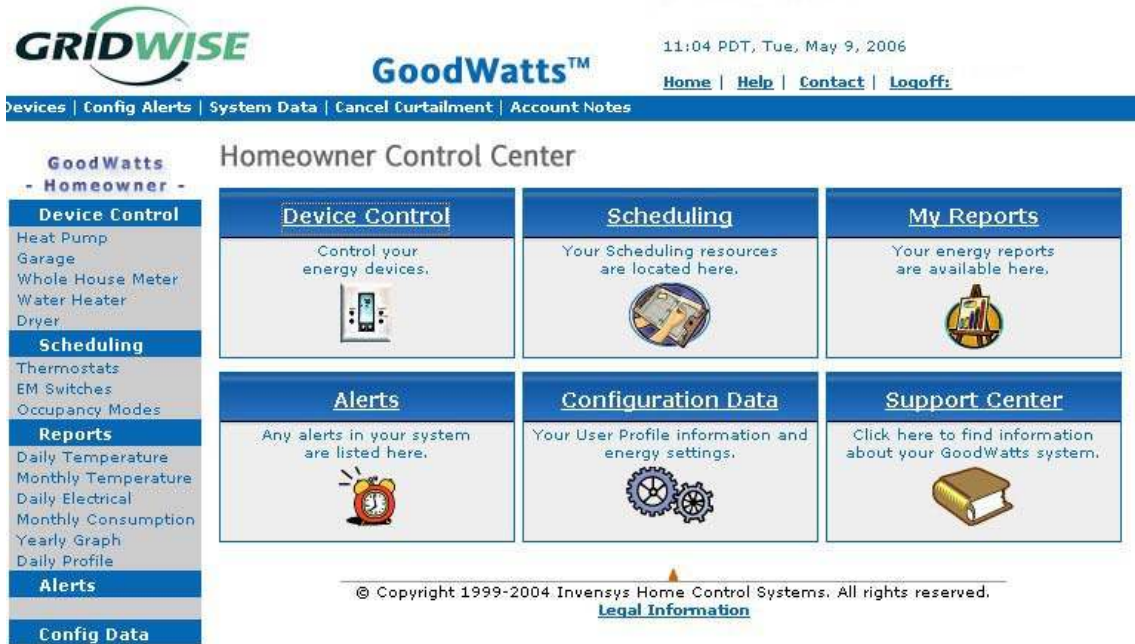 GRIDWISE
GoodWatts™
11:04 PDT, Tue, May 9, 2006
Home | Help | Contact | Logoff:
Devices | Config Alerts | System Data | Cancel Curtailment | Account Notes
GoodWatts
- Homeowner -
Device Control
Heat Pump
Garage
Whole House Meter
Water Heater
Dryer
Scheduling
Thermostats
EM Switches
Occupancy Modes
Reports
Daily Temperature
Monthly Temperature
Daily Electrical
Monthly Consumption
Yearly Graph
Daily Profile
Alerts
Config Data
Homeowner Control Center
Device Control
Control your
energy devices.
Scheduling
Your Scheduling resources
are located here.
My Reports
Your energy reports
are available here.
Alerts
Any alerts in your system
are listed here.
Configuration Data
Your User Profile information and
energy settings.
Support Center
Click here to find information
about your GoodWatts system.
© Copyright 1999-2004 Invensys Home Control Systems. All rights reserved.
Legal Information